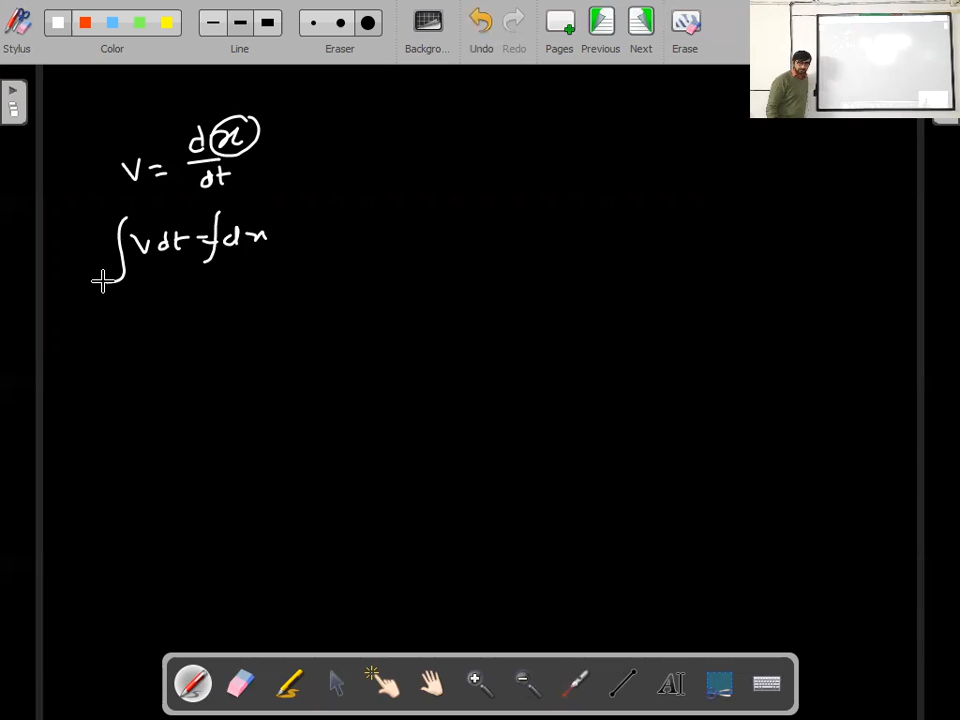 Stylus
Color
Line
Eraser
Backgro...
Undo
Redo
Pages
Previous
Next
Erase
v = dx/dt
∫ v dt = ∫ dx